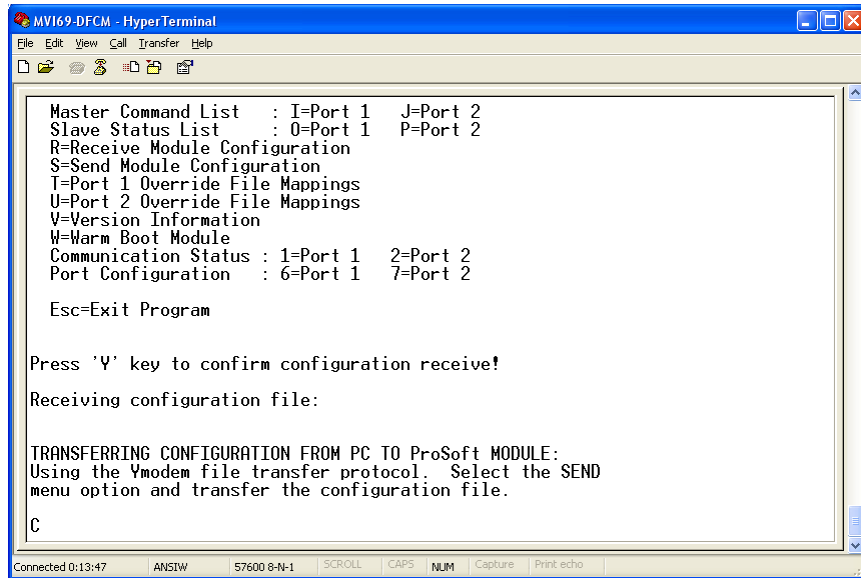 MVI69-DFCM - HyperTerminal
File Edit View Call Transfer Help
Master Command List : I=Port 1 J=Port 2
Slave Status List : O=Port 1 P=Port 2
R=Receive Module Configuration
S=Send Module Configuration
T=Port 1 Override File Mappings
U=Port 2 Override File Mappings
V=Version Information
W=Warm Boot Module
Communication Status : 1=Port 1 2=Port 2
Port Configuration : 6=Port 1 7=Port 2
Esc=Exit Program
Press 'Y' key to confirm configuration receive!
Receiving configuration file:
TRANSFERRING CONFIGURATION FROM PC TO ProSoft MODULE:
Using the Ymodem file transfer protocol. Select the SEND
menu option and transfer the configuration file.
C
Connected 0:13:47 ANSIW 57600 8-N-1 SCROLL CAPS NUM Capture Print echo